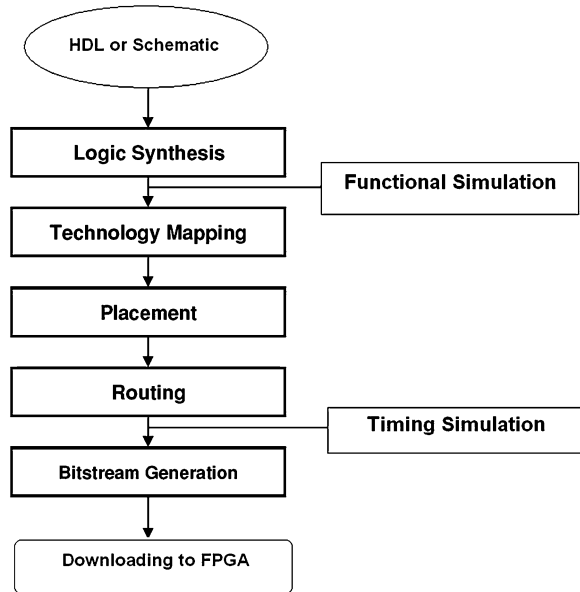 HDL or Schematic
Logic Synthesis
Functional Simulation
Technology Mapping
Placement
Routing
Timing Simulation
Bitstream Generation
Downloading to FPGA